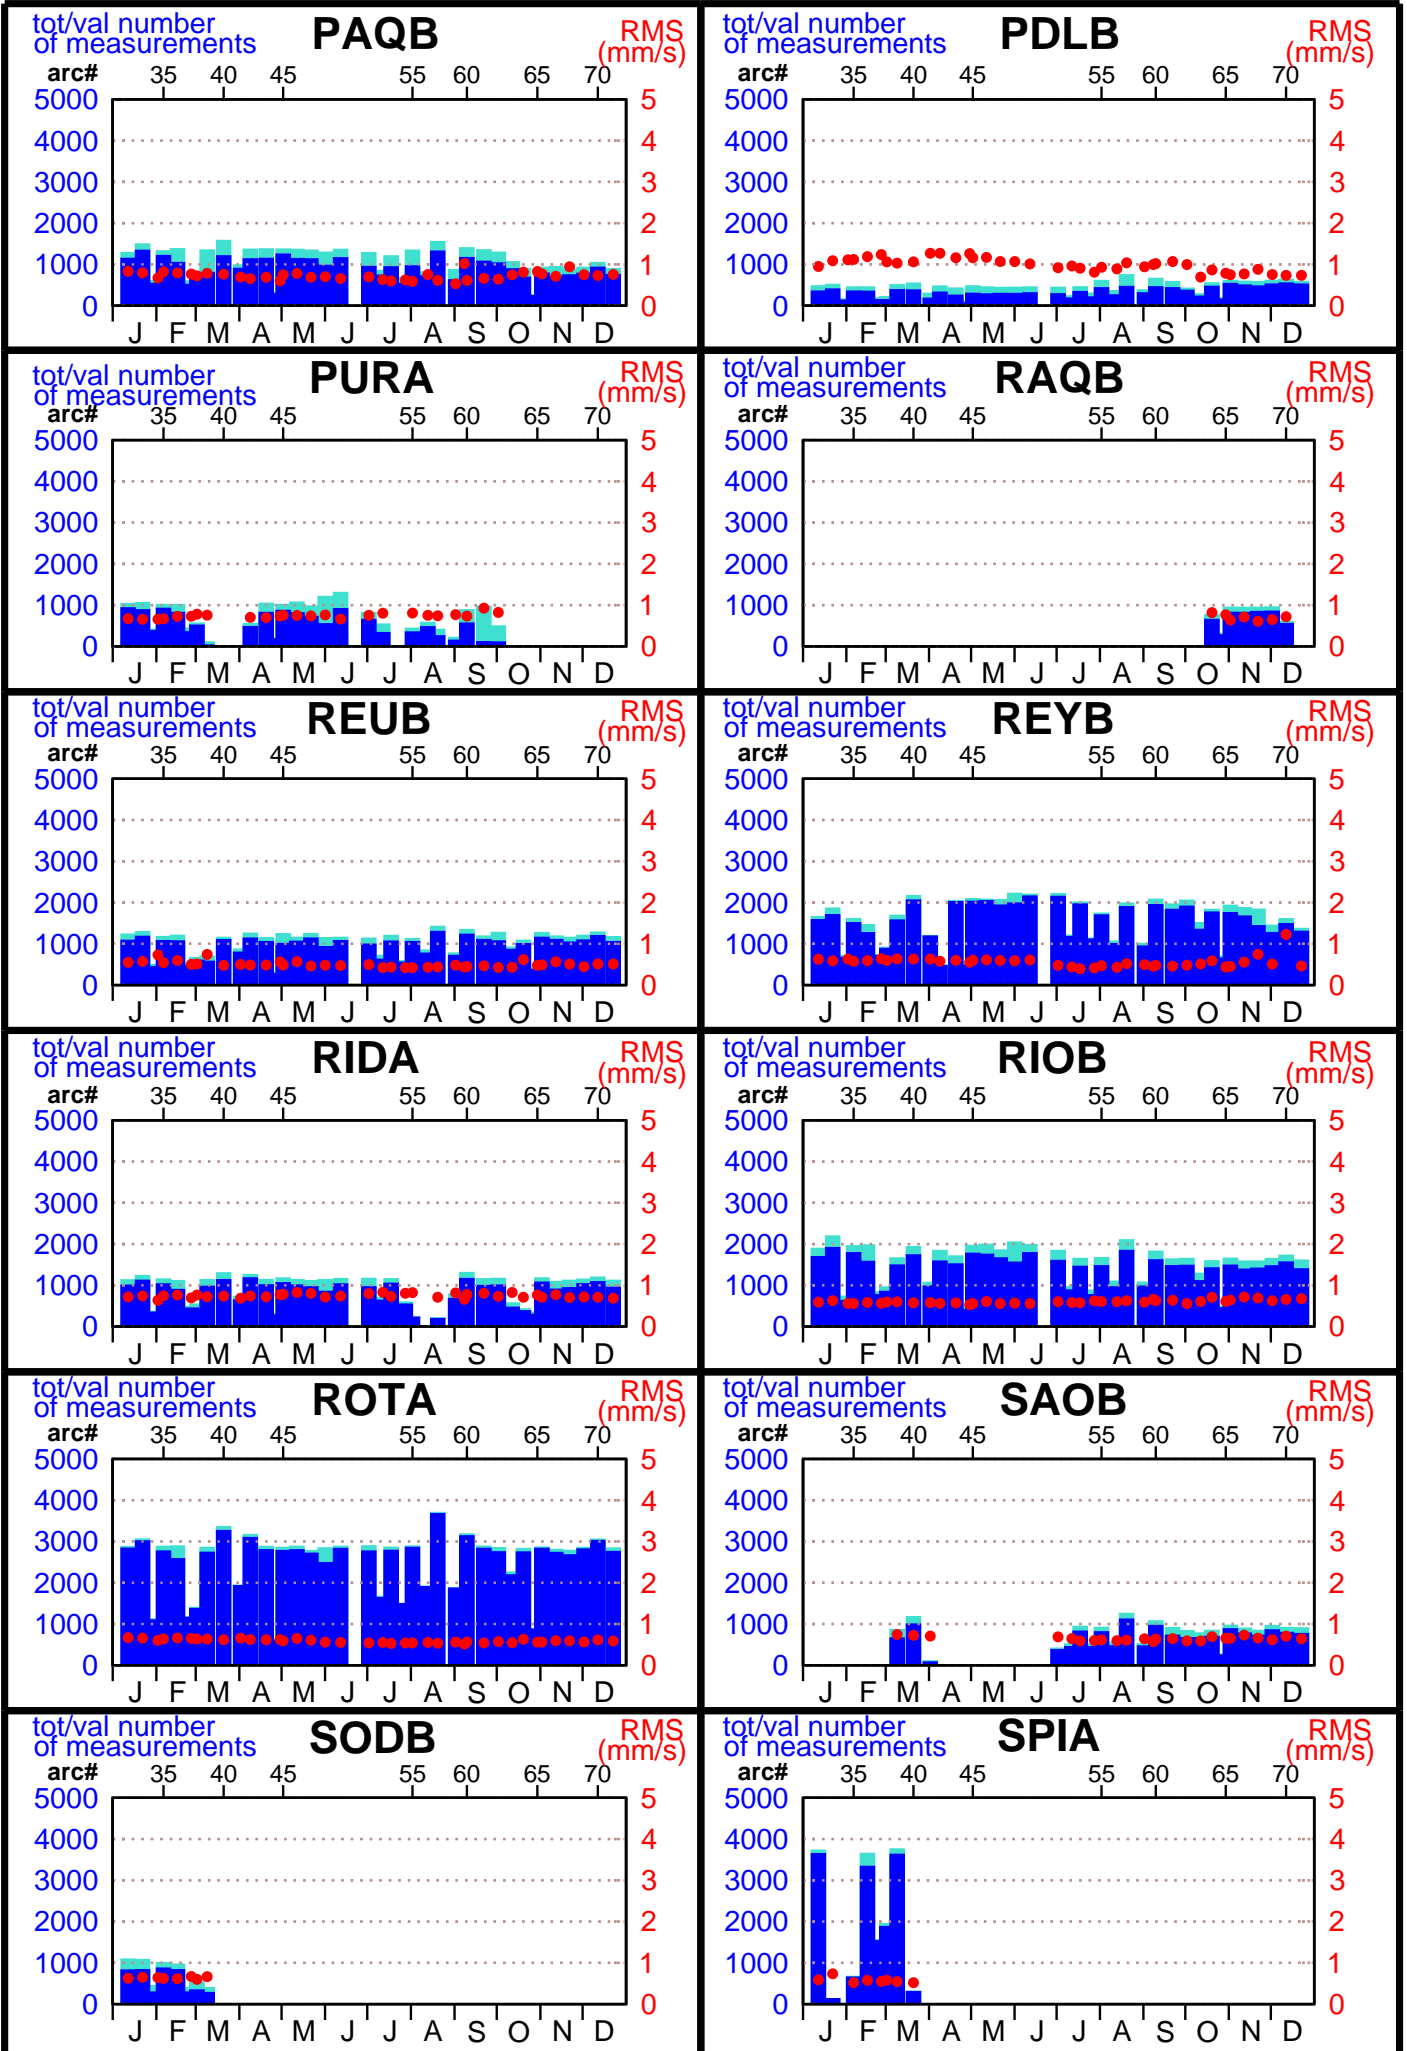 tot/val number
of measurements
PAQB
RMS
(mm/s)
arc# 35 40 45 55 60 65 70
5000 5
4000 4
3000 3
2000 2
1000 1
0 0
J F M A M J J A S O N D
tot/val number
of measurements
PDLB
RMS
(mm/s)
arc# 35 40 45 55 60 65 70
5000 5
4000 4
3000 3
2000 2
1000 1
0 0
J F M A M J J A S O N D
tot/val number
of measurements
PURA
RMS
(mm/s)
arc# 35 40 45 55 60 65 70
5000 5
4000 4
3000 3
2000 2
1000 1
0 0
J F M A M J J A S O N D
tot/val number
of measurements
RAQB
RMS
(mm/s)
arc# 35 40 45 55 60 65 70
5000 5
4000 4
3000 3
2000 2
1000 1
0 0
J F M A M J J A S O N D
tot/val number
of measurements
REUB
RMS
(mm/s)
arc# 35 40 45 55 60 65 70
5000 5
4000 4
3000 3
2000 2
1000 1
0 0
J F M A M J J A S O N D
tot/val number
of measurements
REYB
RMS
(mm/s)
arc# 35 40 45 55 60 65 70
5000 5
4000 4
3000 3
2000 2
1000 1
0 0
J F M A M J J A S O N D
tot/val number
of measurements
RIDA
RMS
(mm/s)
arc# 35 40 45 55 60 65 70
5000 5
4000 4
3000 3
2000 2
1000 1
0 0
J F M A M J J A S O N D
tot/val number
of measurements
RIOB
RMS
(mm/s)
arc# 35 40 45 55 60 65 70
5000 5
4000 4
3000 3
2000 2
1000 1
0 0
J F M A M J J A S O N D
tot/val number
of measurements
ROTA
RMS
(mm/s)
arc# 35 40 45 55 60 65 70
5000 5
4000 4
3000 3
2000 2
1000 1
0 0
J F M A M J J A S O N D
tot/val number
of measurements
SAOB
RMS
(mm/s)
arc# 35 40 45 55 60 65 70
5000 5
4000 4
3000 3
2000 2
1000 1
0 0
J F M A M J J A S O N D
tot/val number
of measurements
SODB
RMS
(mm/s)
arc# 35 40 45 55 60 65 70
5000 5
4000 4
3000 3
2000 2
1000 1
0 0
J F M A M J J A S O N D
tot/val number
of measurements
SPIA
RMS
(mm/s)
arc# 35 40 45 55 60 65 70
5000 5
4000 4
3000 3
2000 2
1000 1
0 0
J F M A M J J A S O N D